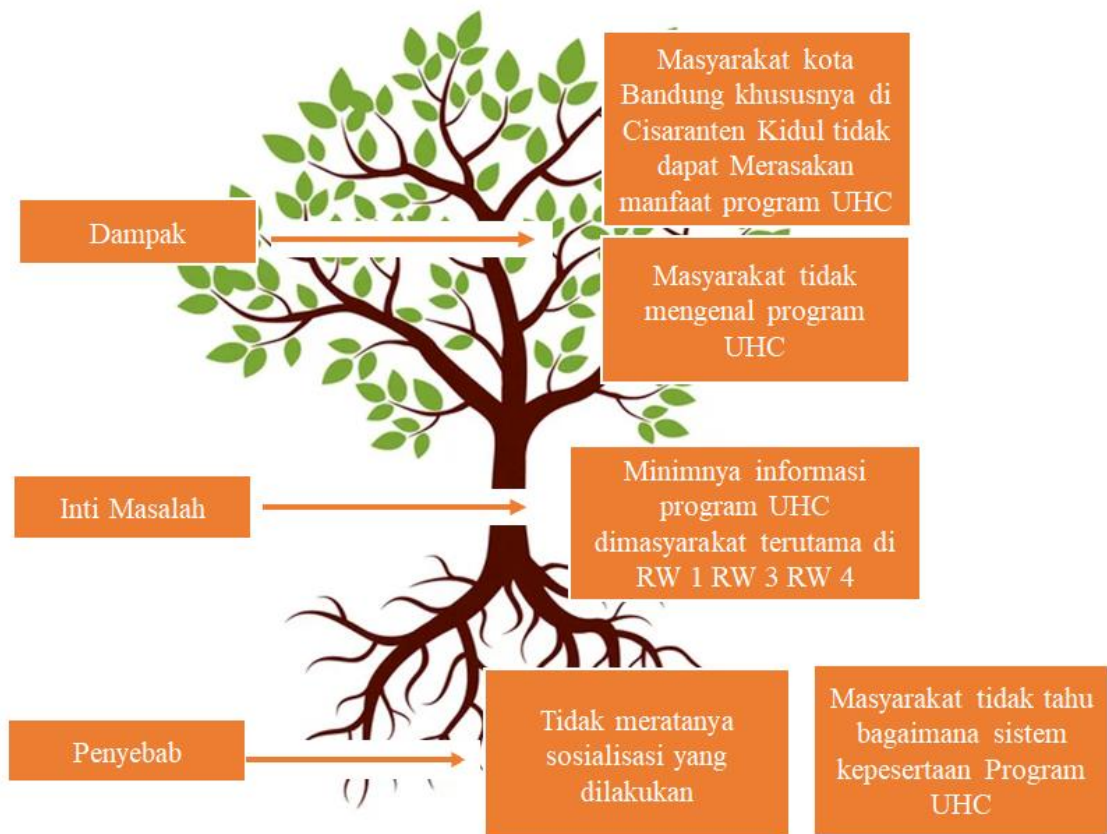 Masyarakat kota
Bandung khususnya di
Cisaranten Kidul tidak
dapat Merasakan
manfaat program UHC
Dampak
Masyarakat tidak
mengenal program
UHC
Inti Masalah
Minimnya informasi
program UHC
dimasyarakat terutama di
RW 1 RW 3 RW 4
Penyebab
Tidak meratanya
sosialisasi yang
dilakukan
Masyarakat tidak tahu
bagaimana sistem
kepesertaan Program
UHC